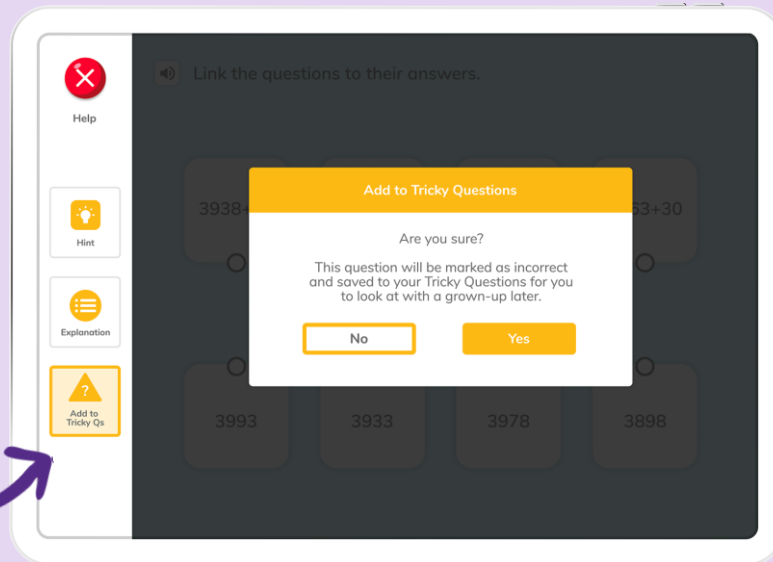 Help
Hint
Explanation
Add to
Tricky Qs
Link the questions to their answers.
3938+
63+30
Add to Tricky Questions
Are you sure?
This question will be marked as incorrect
and saved to your Tricky Questions for you
to look at with a grown-up later.
No
Yes
3993
3933
3978
3898